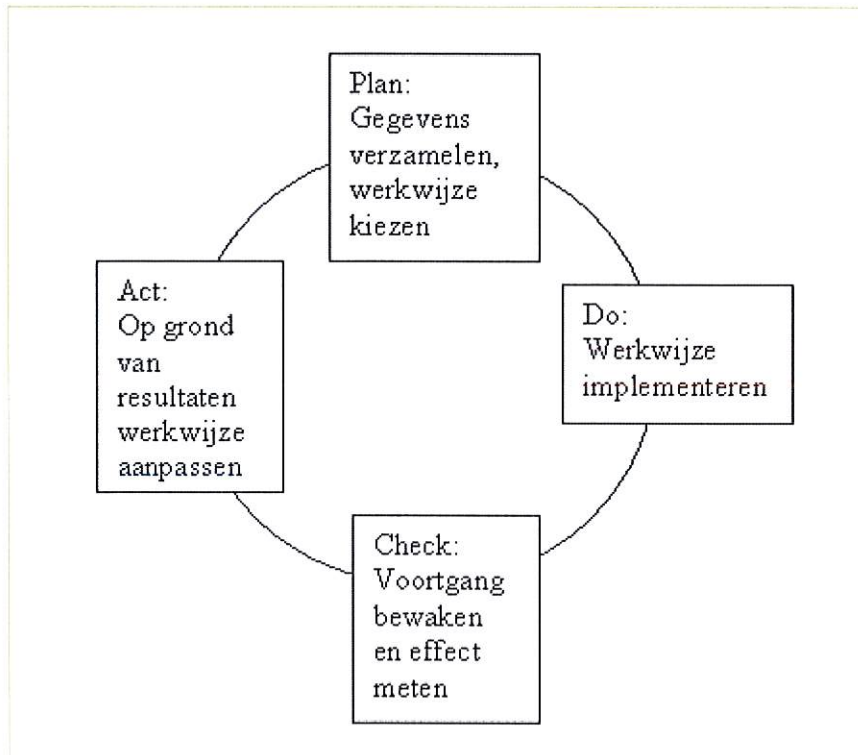 Plan:
Gegevens
verzamelen,
werkwijze
kiezen
Do:
Werkwijze
implementeren
Check:
Voortgang
bewaken
en effect
meten
Act:
Op grond
van
resultaten
werkwijze
aanpassen